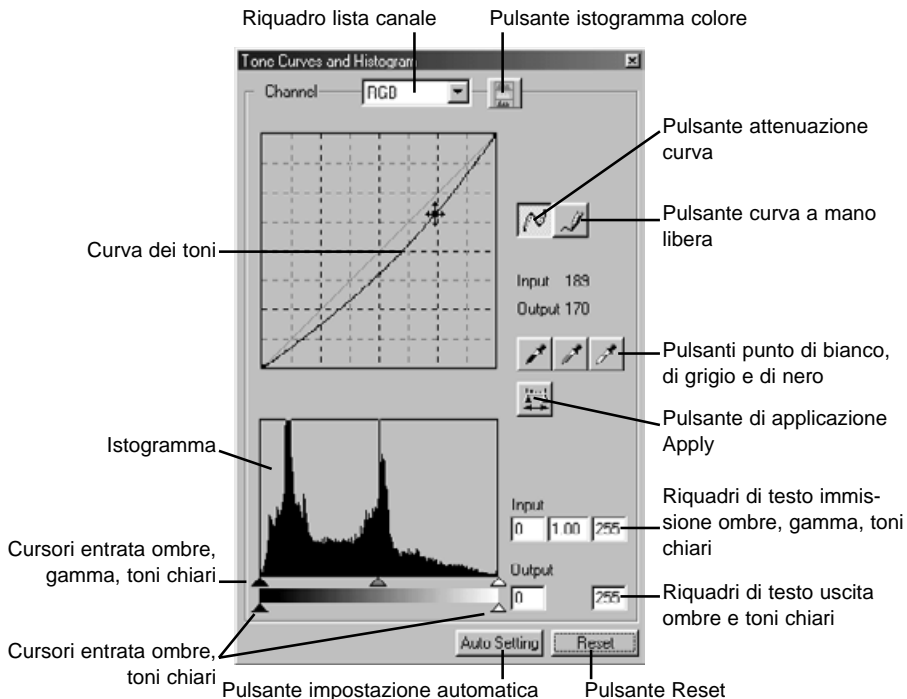 Riquadro lista canale
Pulsante istogramma colore
Tone Curves and Histogram
Channel
RGB
Pulsante attenuazione
curva
Pulsante curva a mano
libera
Curva dei toni
Input 189
Output 170
Pulsanti punto di bianco,
di grigio e di nero
Pulsante di applicazione
Apply
Istogramma
Input
0 1.00 255
Riquadri di testo immis-
sione ombre, gamma, toni
chiari
Cursori entrata ombre,
gamma, toni chiari
Output
0 255
Riquadri di testo uscita
ombre e toni chiari
Cursori entrata ombre,
toni chiari
Auto Setting
Reset
Pulsante impostazione automatica
Pulsante Reset